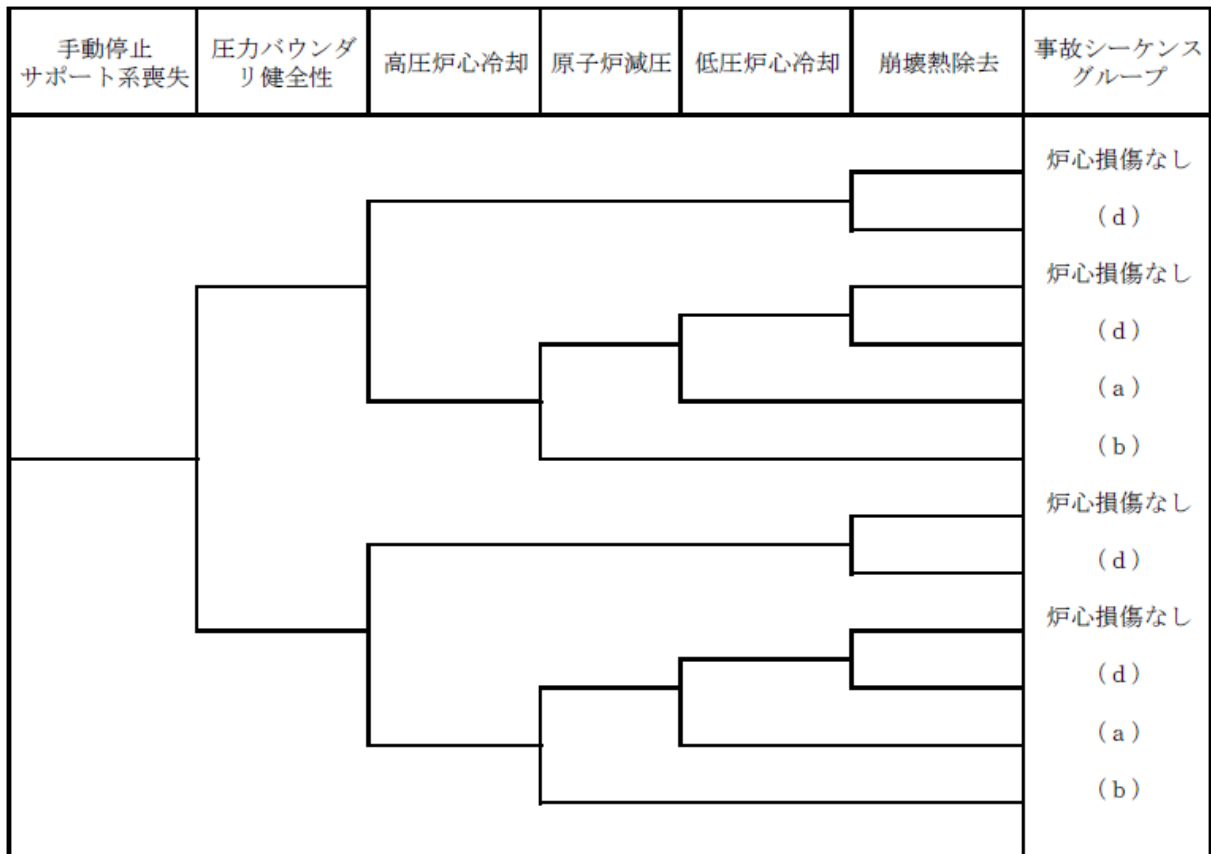 手動停止
サポート系喪失
圧力バウンダ
リ健全性
高圧炉心冷却
原子炉減圧
低圧炉心冷却
崩壊熱除去
事故シーケンス
グループ
炉心損傷なし
(d)
炉心損傷なし
(d)
(a)
(b)
炉心損傷なし
(d)
炉心損傷なし
(d)
(a)
(b)